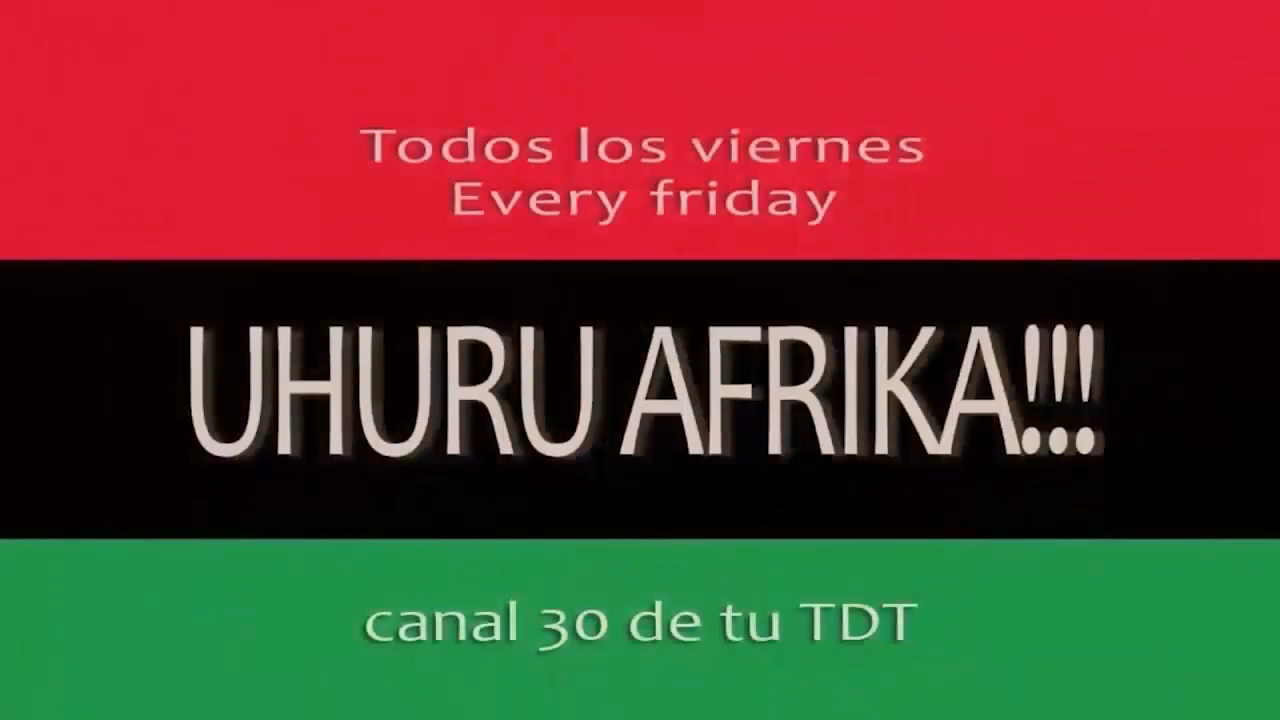 Todos los viernes
Every friday
UHURU AFRIKA!!!
canal 30 de tu TDT